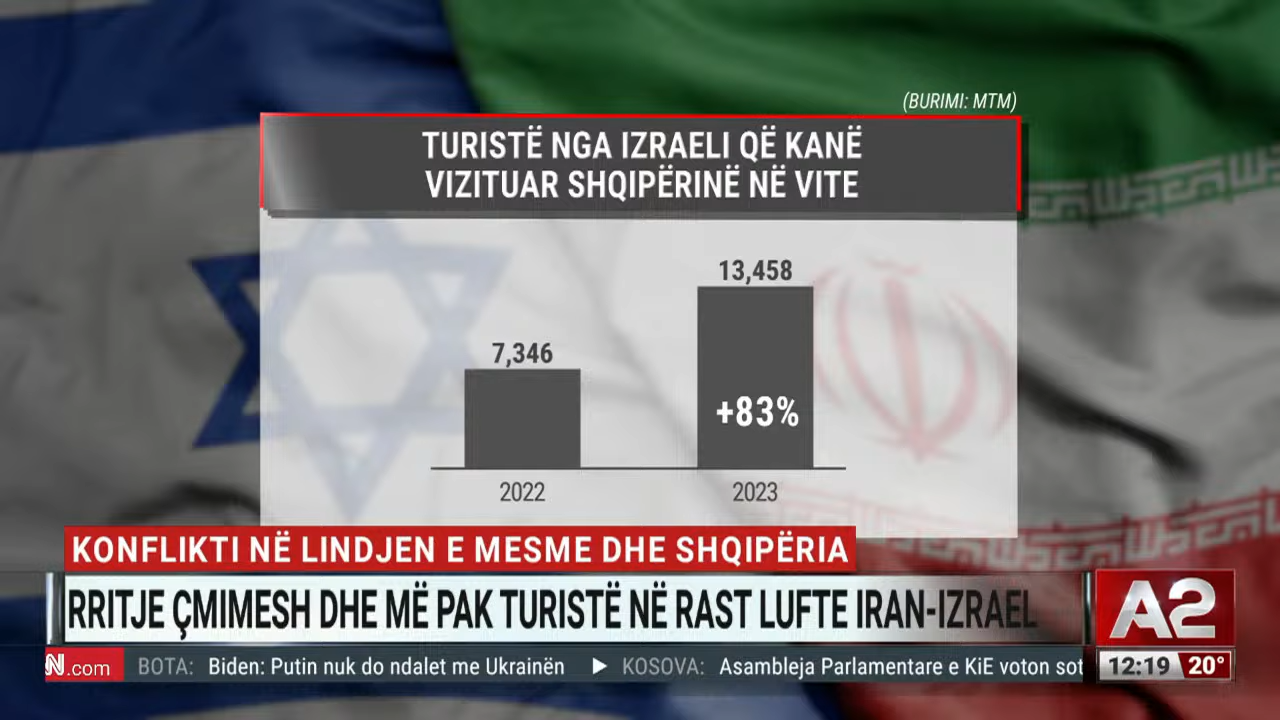 (BURIMI: MTM)
TURISTË NGA IZRAELI QË KANË
VIZITUAR SHQIPËRINË NË VITE
13,458
7,346
+83%
2022
2023
KONFLIKTI NË LINDJEN E MESME DHE SHQIPËRIA
RRITJE ÇMIMESH DHE MË PAK TURISTË NË RAST LUFTE IRAN-IZRAEL
A2
N.com BOTA: Biden: Putin nuk do ndalet me Ukrainën ▶ KOSOVA: Asambleja Parlamentare e KiE voton sot
12:19 20°